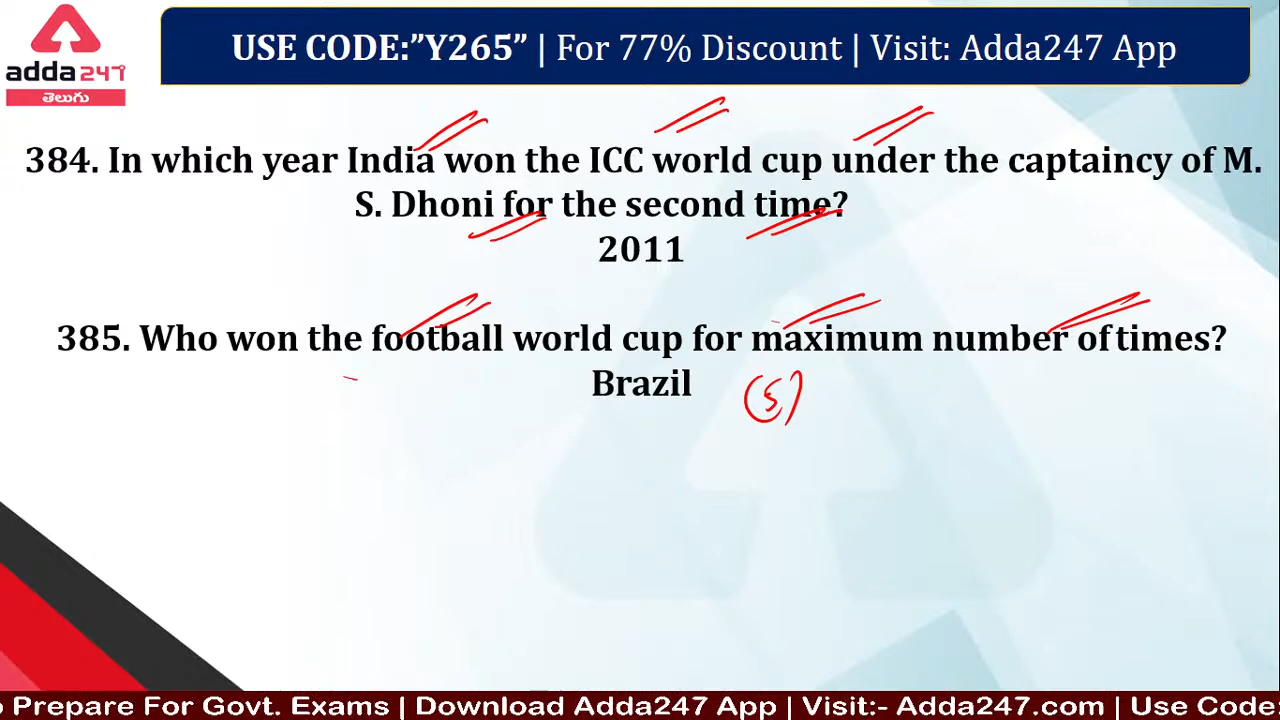 adda247
తెలుగు
USE CODE:”Y265” | For 77% Discount | Visit: Adda247 App
384. In which year India won the ICC world cup under the captaincy of M.
S. Dhoni for the second time?
2011
385. Who won the football world cup for maximum number of times?
Brazil (5)
o Prepare For Govt. Exams | Download Adda247 App | Visit:- Adda247.com | Use Code: